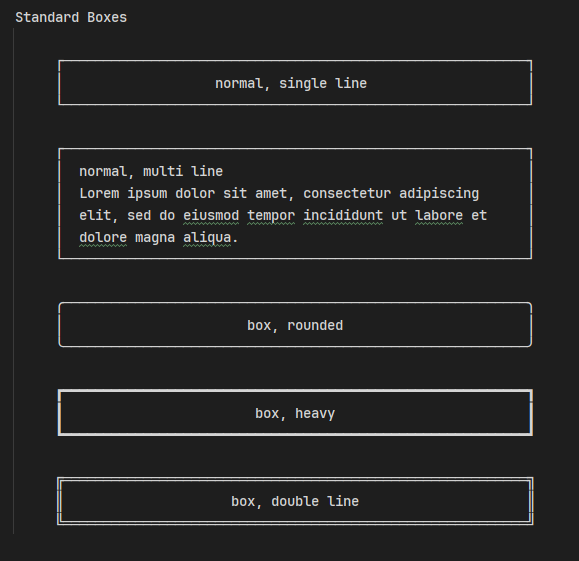 Standard Boxes
normal, single line
normal, multi line
Lorem ipsum dolor sit amet, consectetur adipiscing
elit, sed do eiusmod tempor incididunt ut labore et
dolore magna aliqua.
box, rounded
box, heavy
box, double line